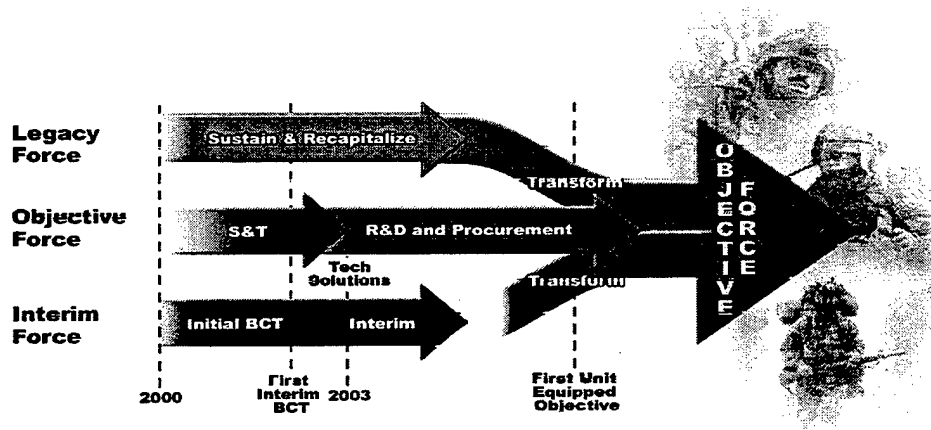 Legacy
Force
Sustain & Recapitalize
Transform
Objective
Force
S&T
R&D and Procurement
Tech
Solutions
Transform
Interim
Force
Initial BCT
Interim
OBJECTIVE
FORCE
2000
First
Interim
BCT
2003
First Unit
Equipped
Objective